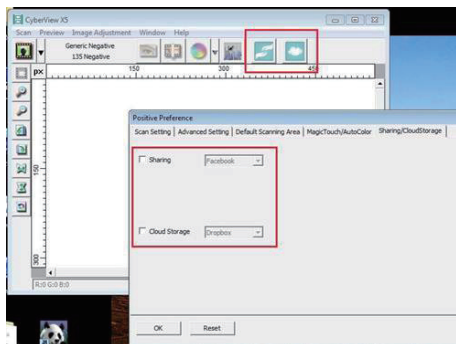 CyberView X5
Scan Preview Image Adjustment Window Help
Generic Negative
135 Negative
px
150
300
450
150
300
R:0 G:0 B:0
Positive Preference
Scan Setting | Advanced Setting | Default Scanning Area | MagicTouch/AutoColor | Sharing/CloudStorage
Sharing Facebook
Cloud Storage Dropbox
OK Reset